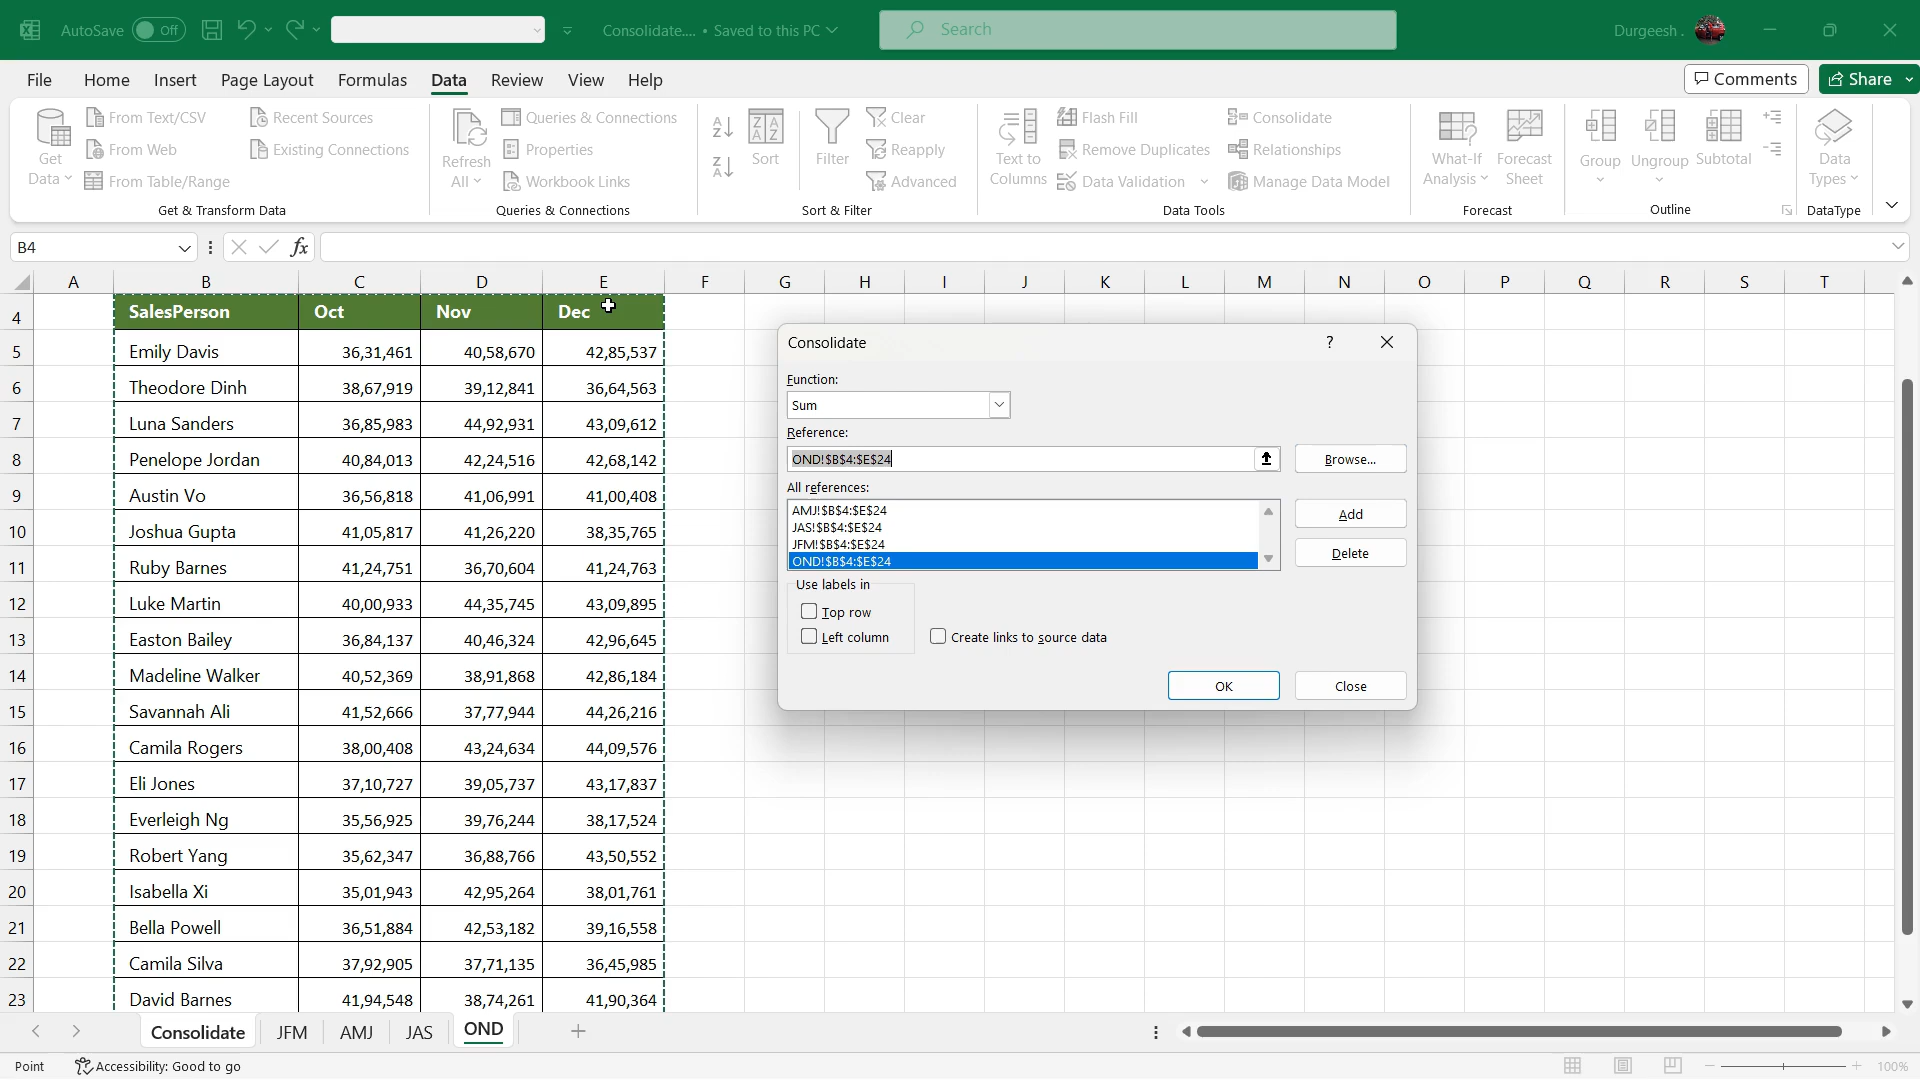 AutoSave Off Consolidate.... • Saved to this PC Search Durgeesh .
File Home Insert Page Layout Formulas Data Review View Help Comments Share
Get Data
From Text/CSV
From Web
From Table/Range
Recent Sources
Existing Connections
Get & Transform Data
Refresh All
Queries & Connections
Properties
Workbook Links
Queries & Connections
Sort
Filter
Clear
Reapply
Advanced
Sort & Filter
Text to Columns
Flash Fill
Remove Duplicates
Data Validation
Consolidate
Relationships
Manage Data Model
Data Tools
What-If Analysis
Forecast Sheet
Forecast
Group
Ungroup
Subtotal
Outline
Data Types
DataType
B4 fx
A B C D E F G H I J K L M N O P Q R S T
4 SalesPerson Oct Nov Dec
5 Emily Davis 36,31,461 40,58,670 42,85,537
6 Theodore Dinh 38,67,919 39,12,841 36,64,563
7 Luna Sanders 36,85,983 44,92,931 43,09,612
8 Penelope Jordan 40,84,013 42,24,516 42,68,142
9 Austin Vo 36,56,818 41,06,991 41,00,408
10 Joshua Gupta 41,05,817 41,26,220 38,35,765
11 Ruby Barnes 41,24,751 36,70,604 41,24,763
12 Luke Martin 40,00,933 44,35,745 43,09,895
13 Easton Bailey 36,84,137 40,46,324 42,96,645
14 Madeline Walker 40,52,369 38,91,868 42,86,184
15 Savannah Ali 41,52,666 37,77,944 44,26,216
16 Camila Rogers 38,00,408 43,24,634 44,09,576
17 Eli Jones 37,10,727 39,05,737 43,17,837
18 Everleigh Ng 35,56,925 39,76,244 38,17,524
19 Robert Yang 35,62,347 36,88,766 43,50,552
20 Isabella Xi 35,01,943 42,95,264 38,01,761
21 Bella Powell 36,51,884 42,53,182 39,16,558
22 Camila Silva 37,92,905 37,71,135 36,45,985
23 David Barnes 41,94,548 38,74,261 41,90,364
Consolidate ?
Function:
Sum
Reference:
OND!$B$4:$E$24 Browse...
All references:
AMJ!$B$4:$E$24
JAS!$B$4:$E$24
JFM!$B$4:$E$24
OND!$B$4:$E$24
Add
Delete
Use labels in
Top row
Left column Create links to source data
OK Close
Consolidate JFM AMJ JAS OND
Point Accessibility: Good to go 100%